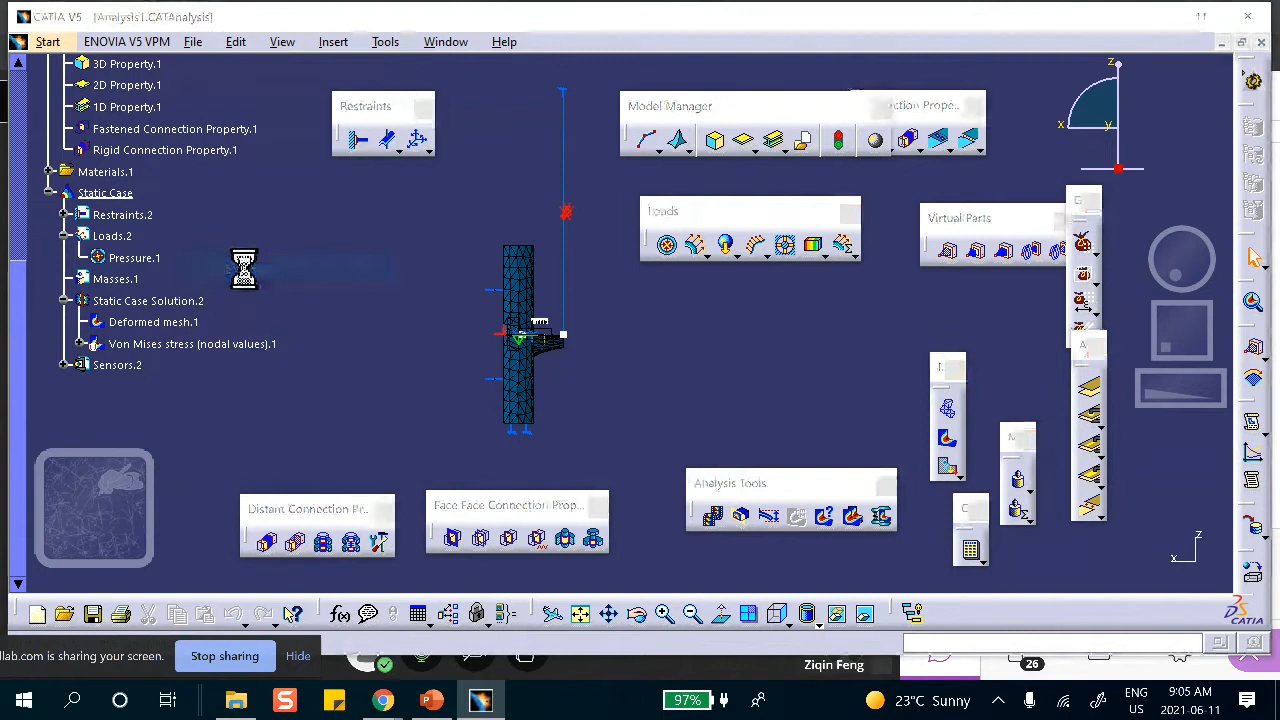 CATIA V5 - [Analysis1.CATAnalysis]
Start ENOVIA V5 VPM File Edit View Insert Tools Window Help
3D Property.1
2D Property.1
1D Property.1
Fastened Connection Property.1
Rigid Connection Property.1
Materials.1
Static Case
Restraints.2
Loads.2
Pressure.1
Masses.1
Static Case Solution.2
Deformed mesh.1
Von Mises stress (nodal values).1
Sensors.2
Restraints
Model Manager
ction Prope..
Loads
Virtual Parts
z
x
y
Distant Connection Pr..
Face Face Connection Prop...
Analysis Tools
z
x
CATIA
llab.com is sharing your screen.
Stop sharing
Hide
Ziqin Feng
26
97%
23°C Sunny
ENG
US
9:05 AM
2021-06-11